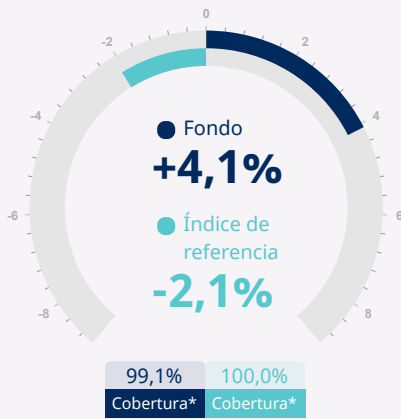 0
-2
2
-4
4
Fondo
+4,1%
-6
6
Índice de
referencia
-2,1%
-8
8
99,1%
100,0%
Cobertura*
Cobertura*